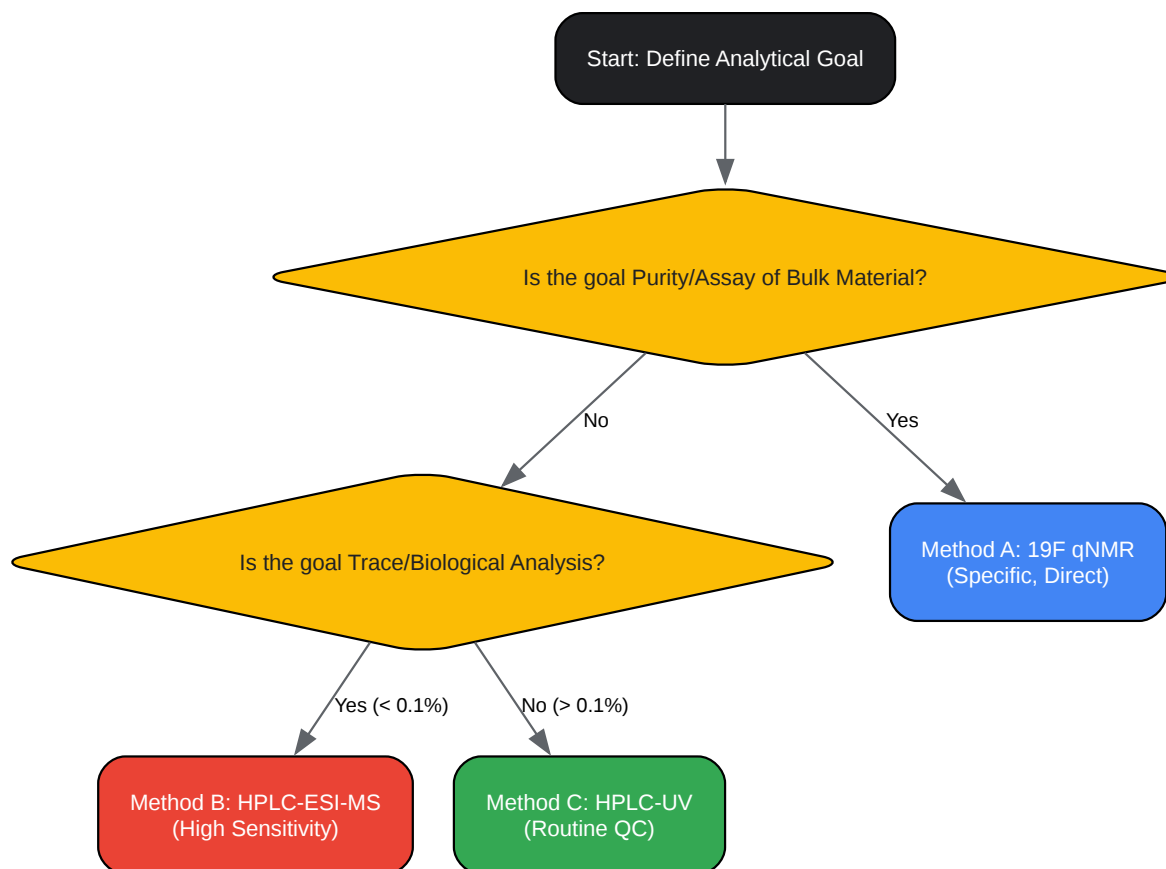 Start: Define Analytical Goal
Is the goal Purity/Assay of Bulk Material?
No
Yes
Is the goal Trace/Biological Analysis?
Method A: 19F qNMR
(Specific, Direct)
Yes (< 0.1%)
No (> 0.1%)
Method B: HPLC-ESI-MS
(High Sensitivity)
Method C: HPLC-UV
(Routine QC)